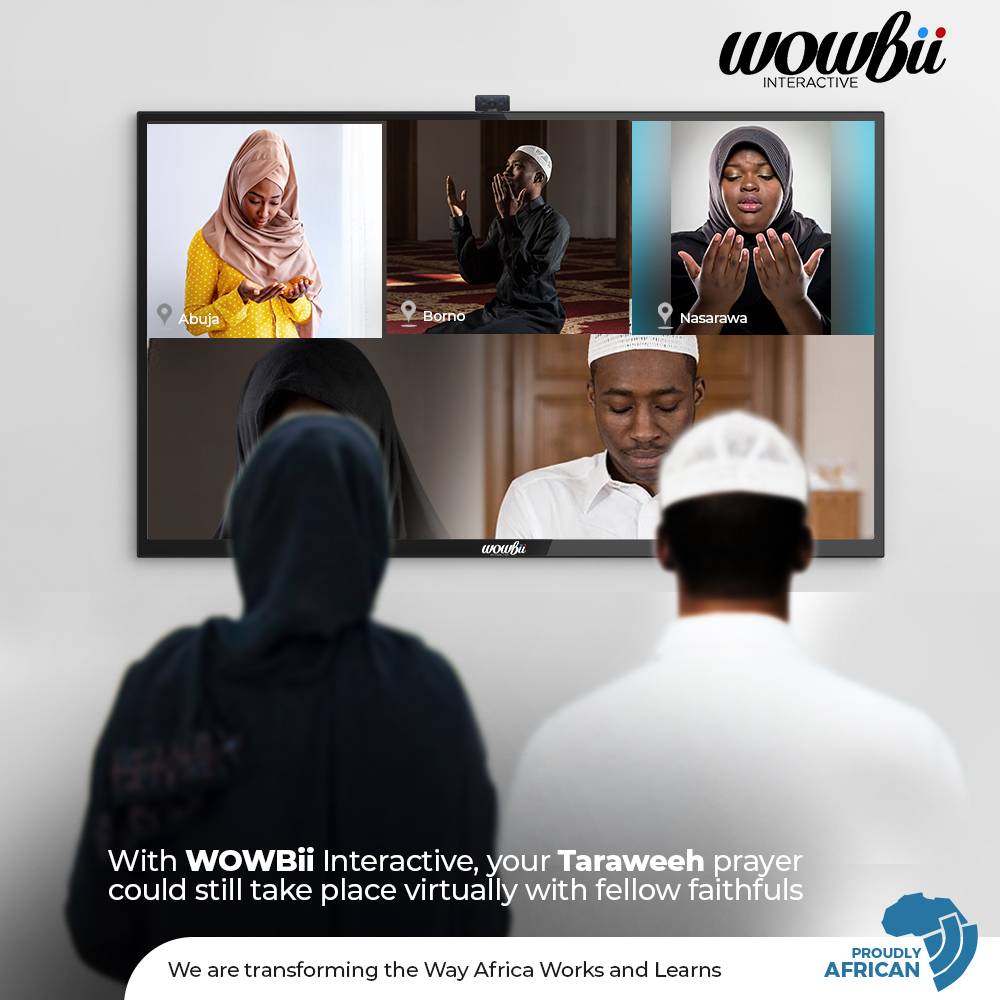 wowbii
INTERACTIVE
Abuja
Borno
Nasarawa
wowbii
With WOWBii Interactive, your Taraweeh prayer
could still take place virtually with fellow faithfuls
We are transforming the Way Africa Works and Learns
PROUDLY
AFRICAN